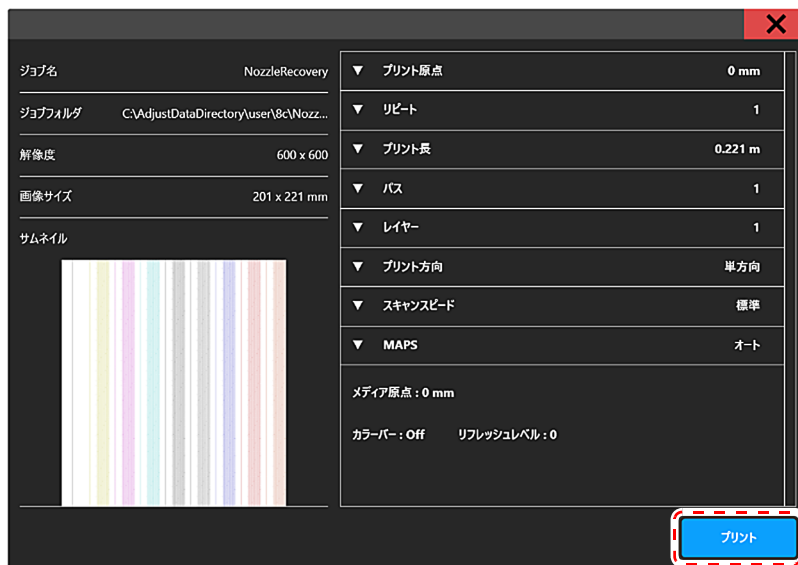 ジョブ名 NozzleRecovery
ジョブフォルダ C:\AdjustDataDirectory\user\8c\Nozz...
解像度 600 x 600
画像サイズ 201 x 221 mm
サムネイル
▼ プリント原点 0 mm
▼ リピート 1
▼ プリント長 0.221 m
▼ パス 1
▼ レイヤー 1
▼ プリント方向 単方向
▼ スキャンスピード 標準
▼ MAPS オート
メディア原点 : 0 mm
カラーバー : Off リフレッシュレベル : 0
プリント